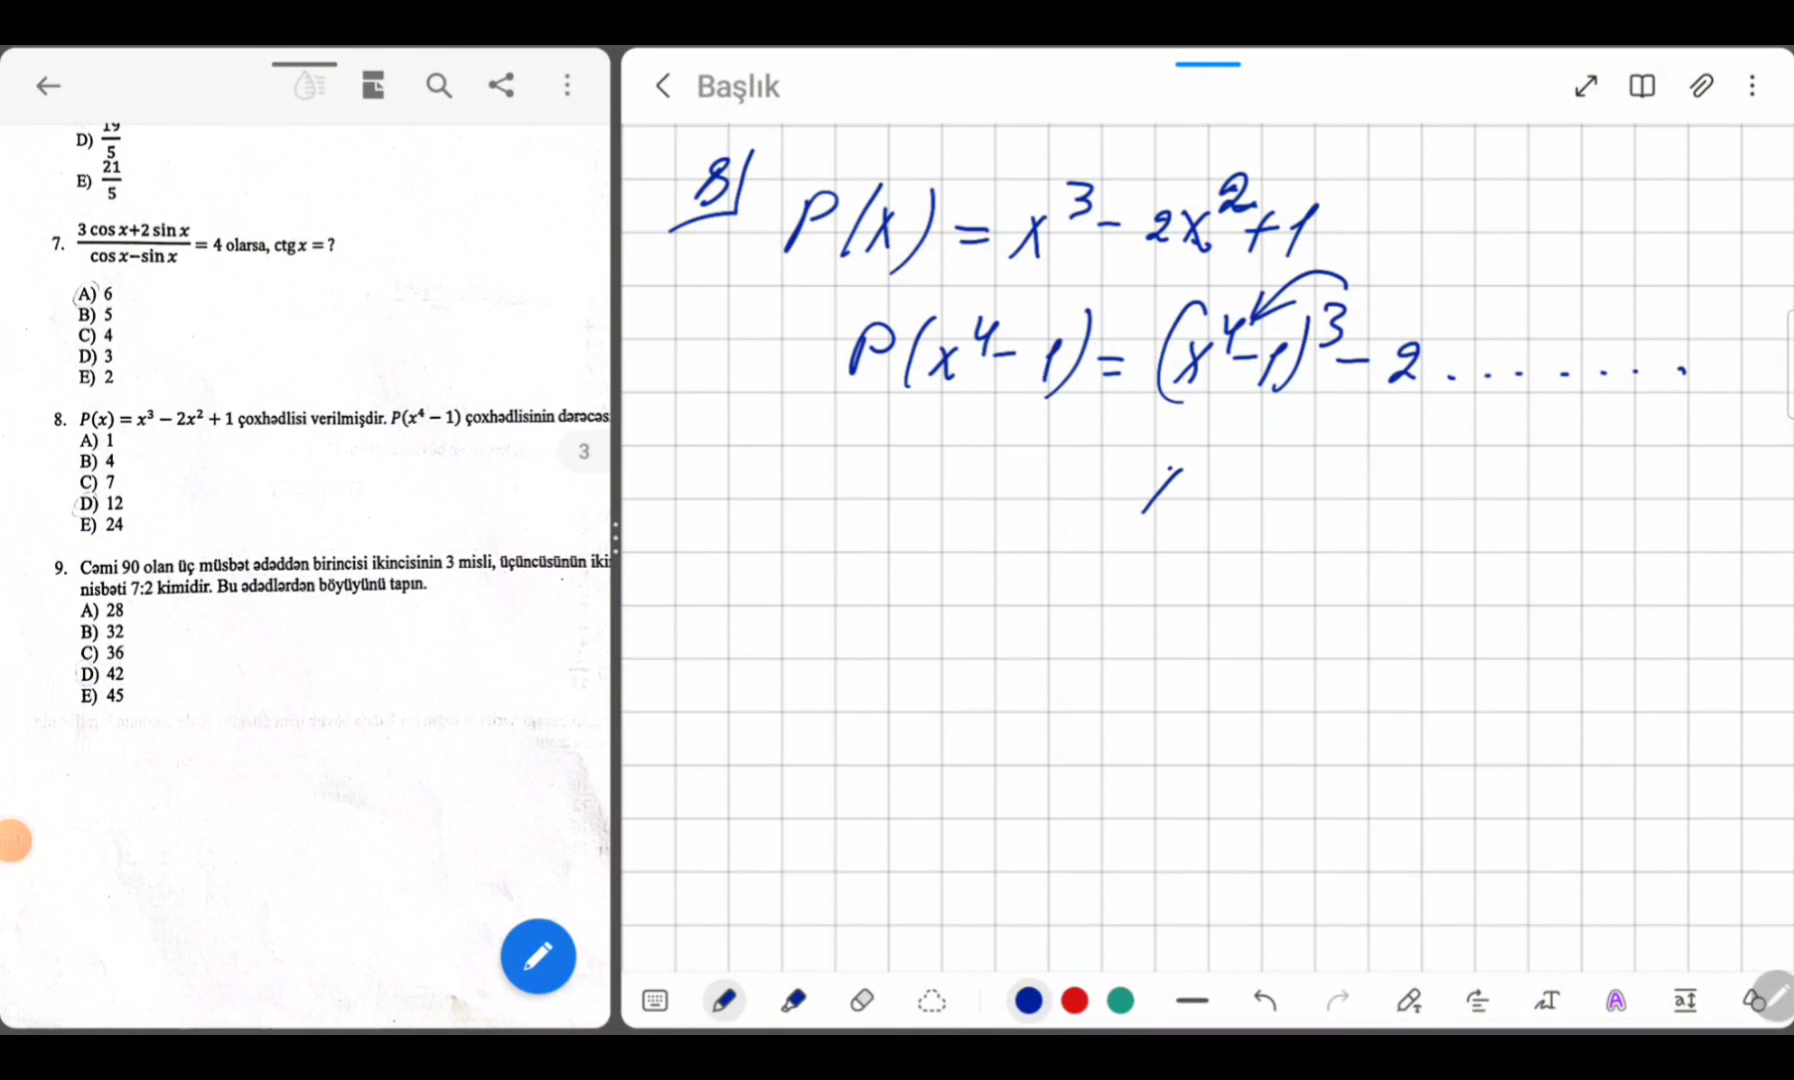 D) 19/5
E) 21/5
7. (3 cos x+2 sin x)/(cos x−sin x) = 4 olarsa, ctg x = ?
A) 6
B) 5
C) 4
D) 3
E) 2
8. P(x) = x³ − 2x² + 1 çoxhədlisi verilmişdir. P(x⁴ − 1) çoxhədlisinin dərəcəs
A) 1
B) 4
C) 7
D) 12
E) 24
3
9. Cəmi 90 olan üç müsbət ədəddən birincisi ikincisinin 3 misli, üçüncüsünün iki
nisbəti 7:2 kimidir. Bu ədədlərdən böyüyünü tapın.
A) 28
B) 32
C) 36
D) 42
E) 45
Başlık
8/ P(x) = x³ - 2x² + 1
P(x⁴ - 1) = (x⁴ - 1)³ - 2 . . . . . . . .